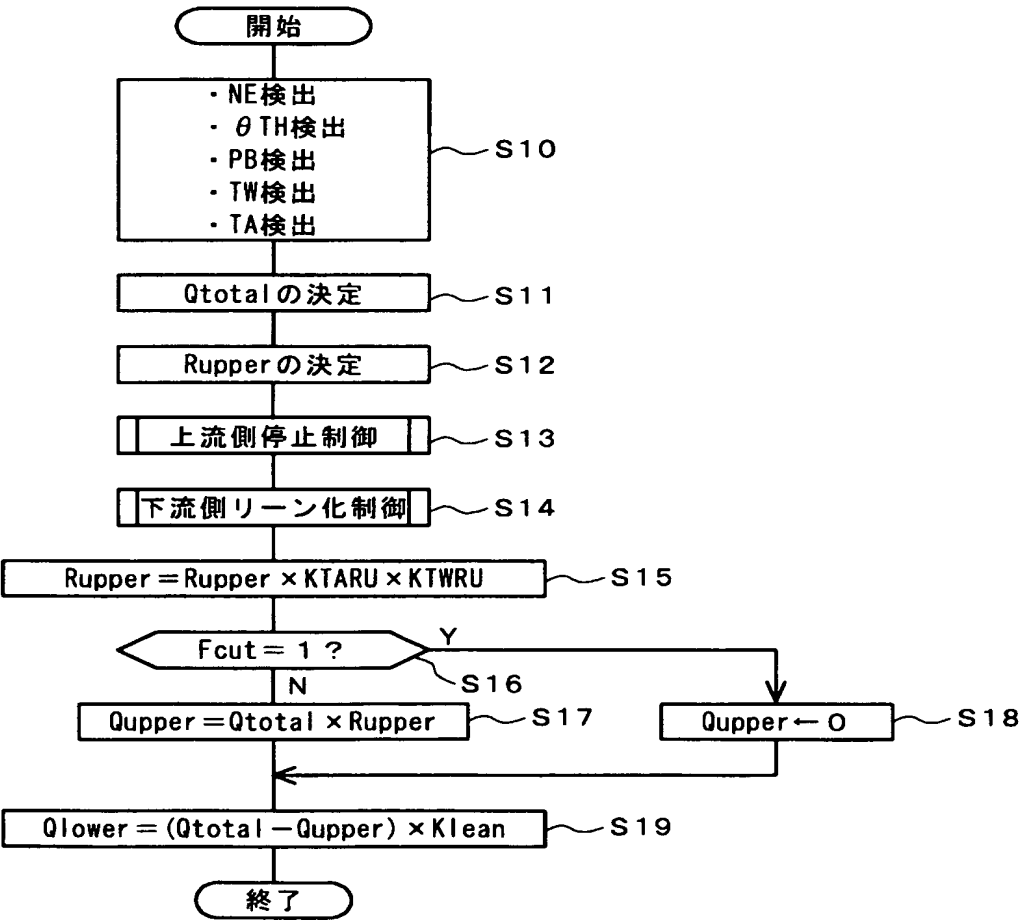 開始
・NE検出
・θTH検出
・PB検出
・TW検出
・TA検出
S10
Qtotalの決定
S11
Rupperの決定
S12
上流側停止制御
S13
下流側リーン化制御
S14
Rupper=Rupper×KTARU×KTWRU
S15
Fcut=1?
Y
S16
N
Qupper=Qtotal×Rupper
S17
Qupper←0
S18
Qlower=(Qtotal-Qupper)×Klean
S19
終了